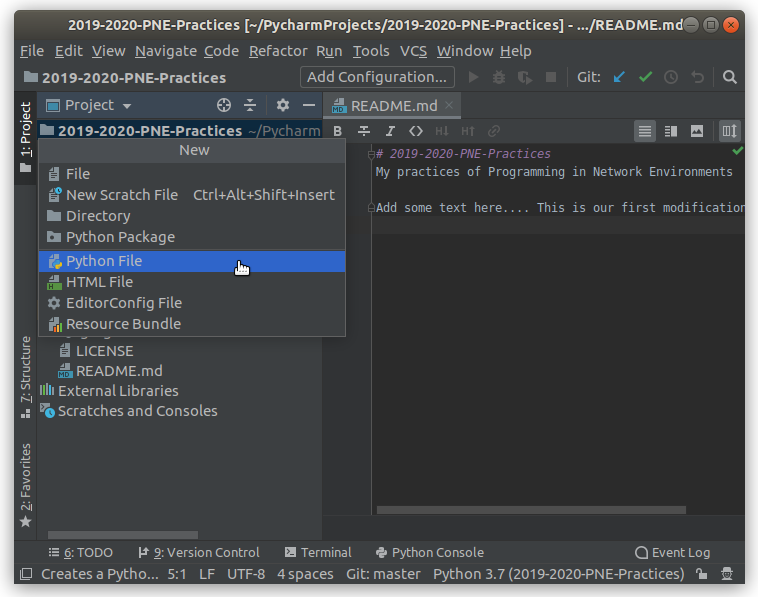 2019-2020-PNE-Practices [~/PycharmProjects/2019-2020-PNE-Practices] - .../README.md
File Edit View Navigate Code Refactor Run Tools VCS Window Help
2019-2020-PNE-Practices Add Configuration... Git:
1: Project
Project
README.md
2019-2020-PNE-Practices ~/Pycharm
B I H↓ H↑
New
File
New Scratch File Ctrl+Alt+Shift+Insert
Directory
Python Package
Python File
HTML File
EditorConfig File
Resource Bundle
LICENSE
README.md
External Libraries
Scratches and Consoles
# 2019-2020-PNE-Practices
My practices of Programming in Network Environments
Add some text here.... This is our first modification
7: Structure
2: Favorites
6: TODO 9: Version Control Terminal Python Console Event Log
Creates a Pytho... 5:1 LF UTF-8 4 spaces Git: master Python 3.7 (2019-2020-PNE-Practices)